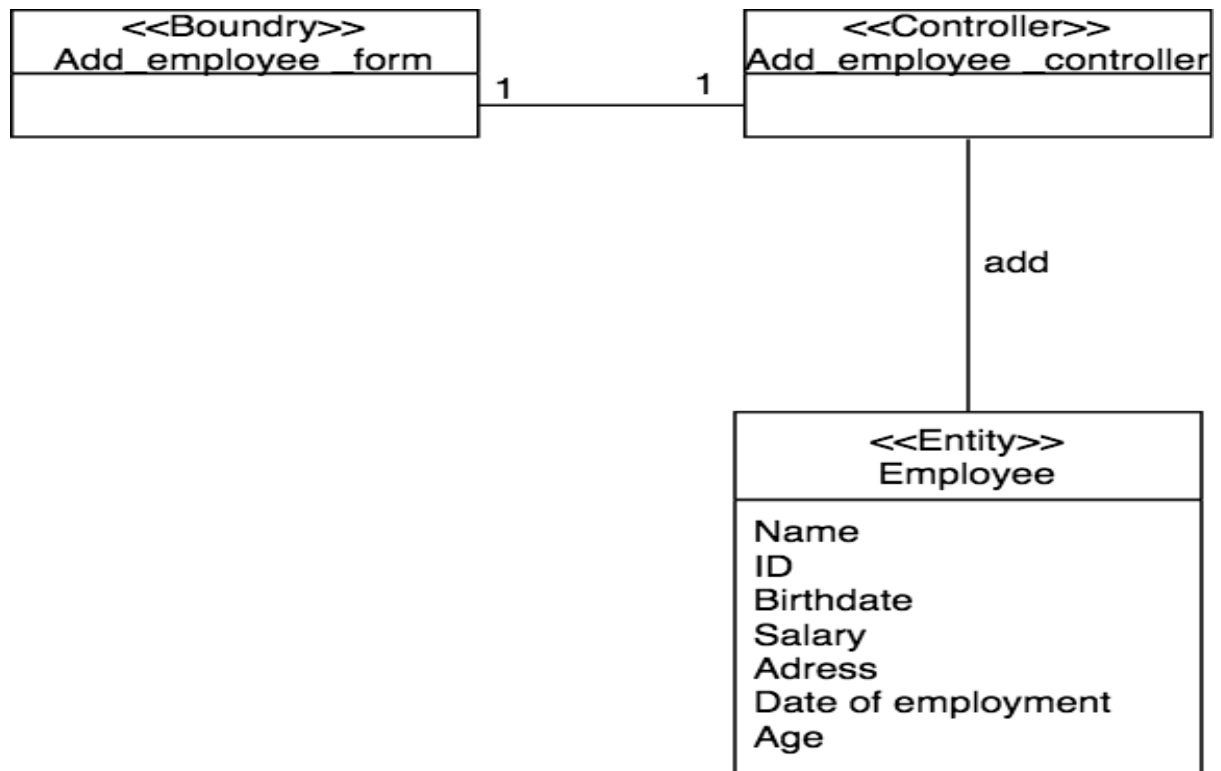 <<Boundry>>
Add_employee _form
<<Controller>>
Add_employee _controller
1
1
add
<<Entity>>
Employee
Name
ID
Birthdate
Salary
Adress
Date of employment
Age